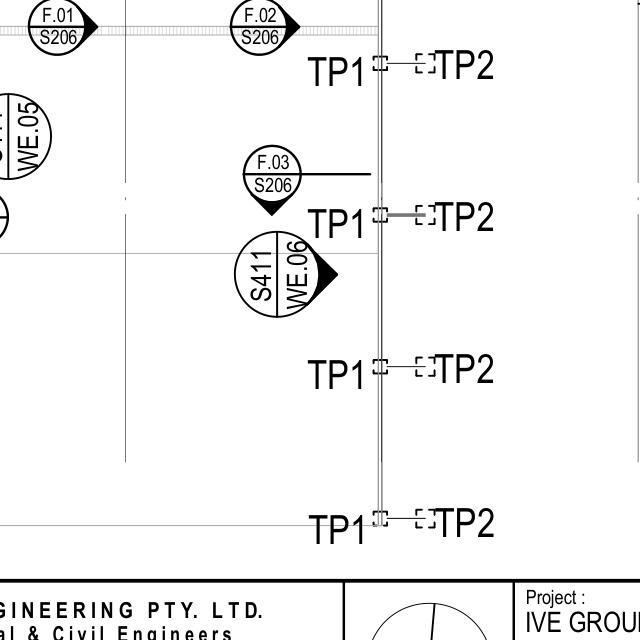 F.01
S206
F.02
S206
TP1
TP2
WE.05
F.03
S206
TP1
TP2
S411
WE.06
TP1
TP2
TP1
TP2
GINEERING PTY. LTD.
al & Civil Engineers
Project :
IVE GROU